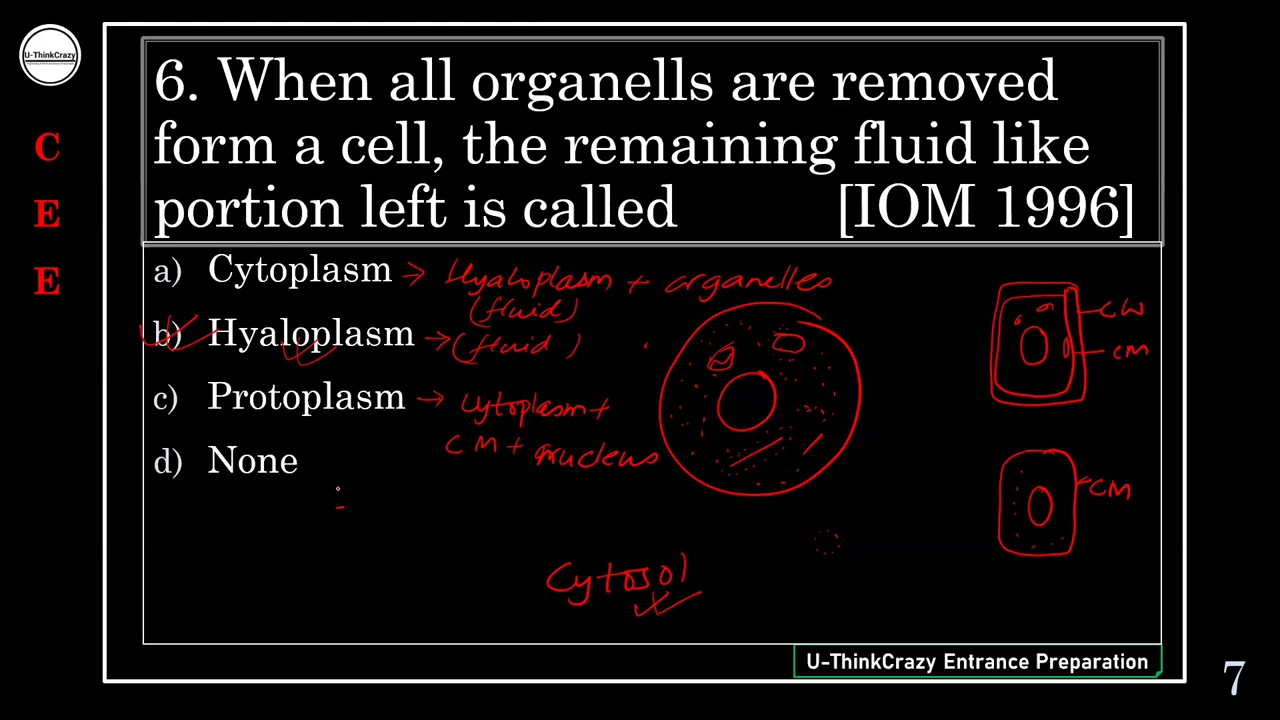 U-ThinkCrazy
C
E
E
6. When all organells are removed
form a cell, the remaining fluid like
portion left is called [IOM 1996]
a) Cytoplasm → Hyaloplasm + organelles
(fluid)
b) Hyaloplasm → (fluid)
c) Protoplasm → cytoplasm +
CM + nucleus
d) None
CW
CM
CM
Cytosol
U-ThinkCrazy Entrance Preparation
7